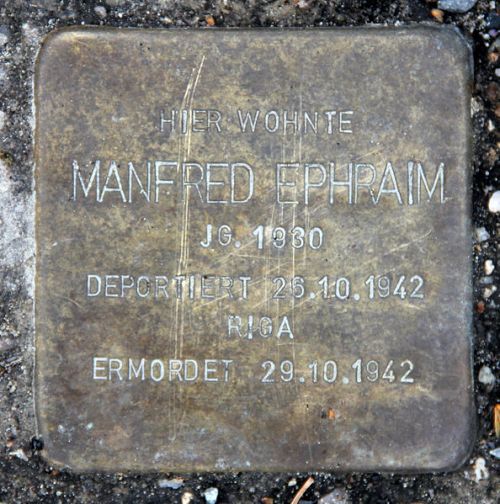 HIER WOHNTE
MANFRED EPHRAIM
JG. 1930
DEPORTIERT 26.10.1942
RIGA
ERMORDET 29.10.1942